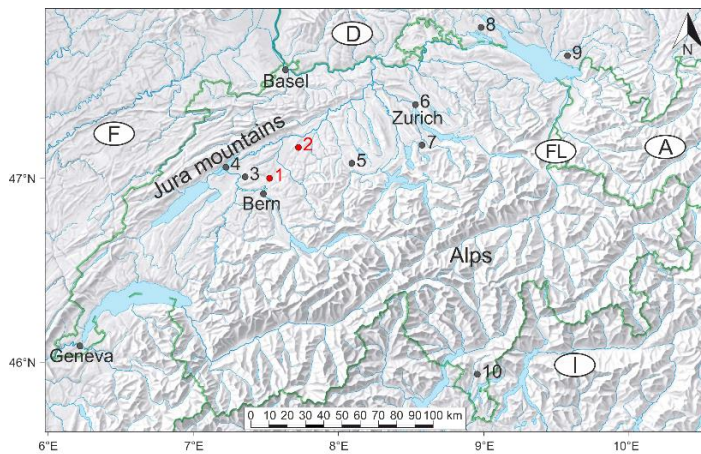 8
D
N
9
Basel
6
Zurich
F
Jura mountains
2
7
A
FL
5
4
3
47°N
1
Bern
Alps
46°N
Geneva
I
10
0 10 20 30 40 50 60 70 80 90 100 km
6°E 7°E 8°E 9°E 10°E